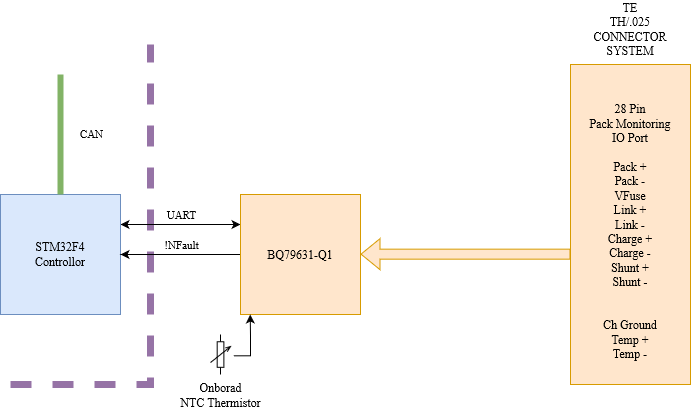 TE
TH/.025
CONNECTOR
SYSTEM
28 Pin
Pack Monitoring
IO Port
Pack +
Pack -
VFuse
Link +
Link -
Charge +
Charge -
Shunt +
Shunt -
Ch Ground
Temp +
Temp -
CAN
UART
!NFault
STM32F4
Controllor
BQ79631-Q1
Onborad
NTC Thermistor